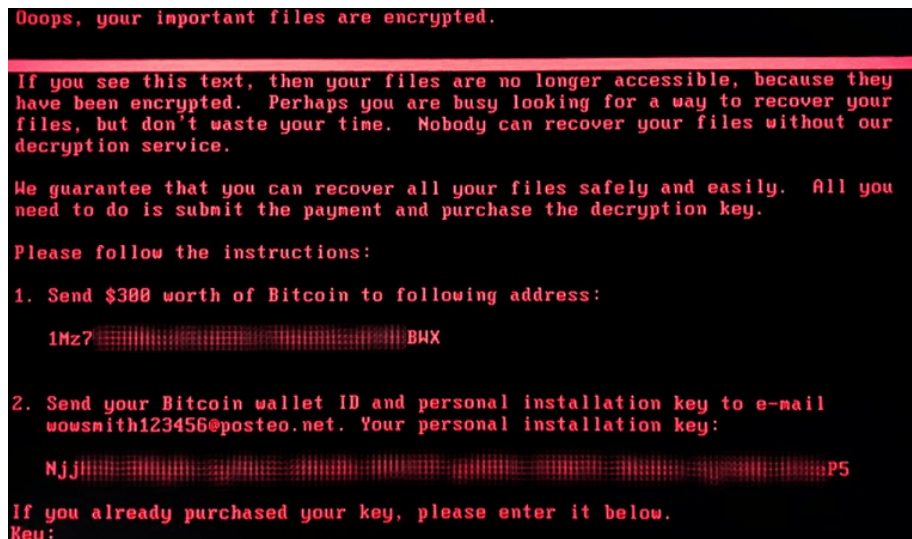 Ooops, your important files are encrypted.
If you see this text, then your files are no longer accessible, because they
have been encrypted.  Perhaps you are busy looking for a way to recover your
files, but don't waste your time.  Nobody can recover your files without our
decryption service.
We guarantee that you can recover all your files safely and easily.  All you
need to do is submit the payment and purchase the decryption key.
Please follow the instructions:
1. Send $300 worth of Bitcoin to following address:
1Mz7 BWX
2. Send your Bitcoin wallet ID and personal installation key to e-mail
wowsmith123456@posteo.net. Your personal installation key:
Njj P5
If you already purchased your key, please enter it below.
Key: